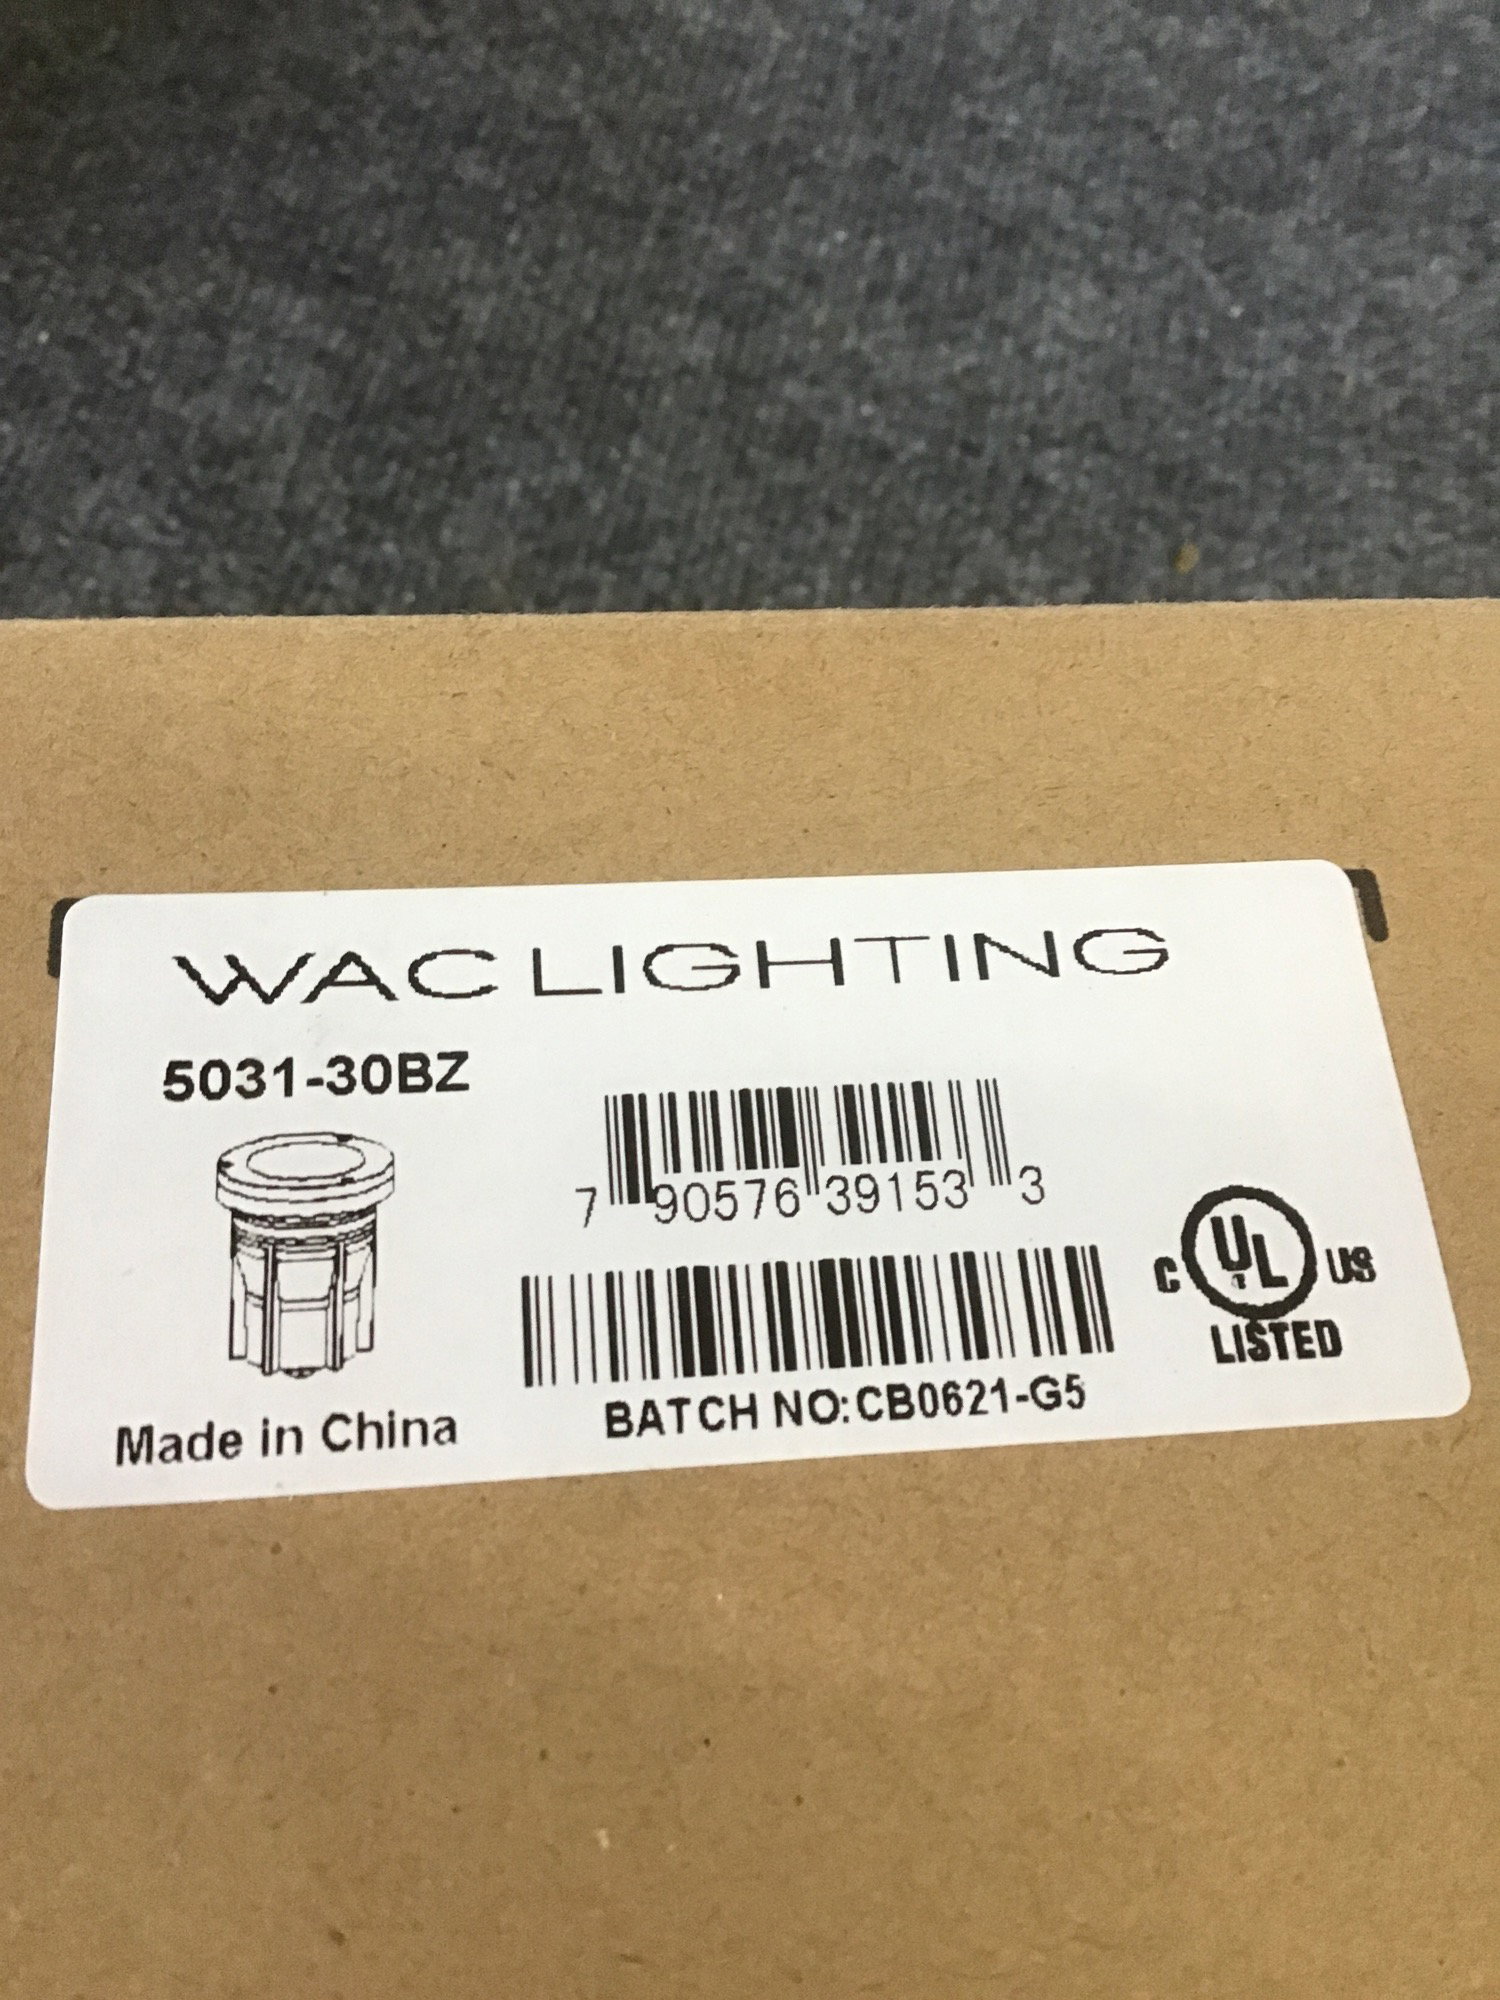 WAC LIGHTING
5031-30BZ
7 90576 39153 3
C UL US
LISTED
BATCH NO:CB0621-G5
Made in China